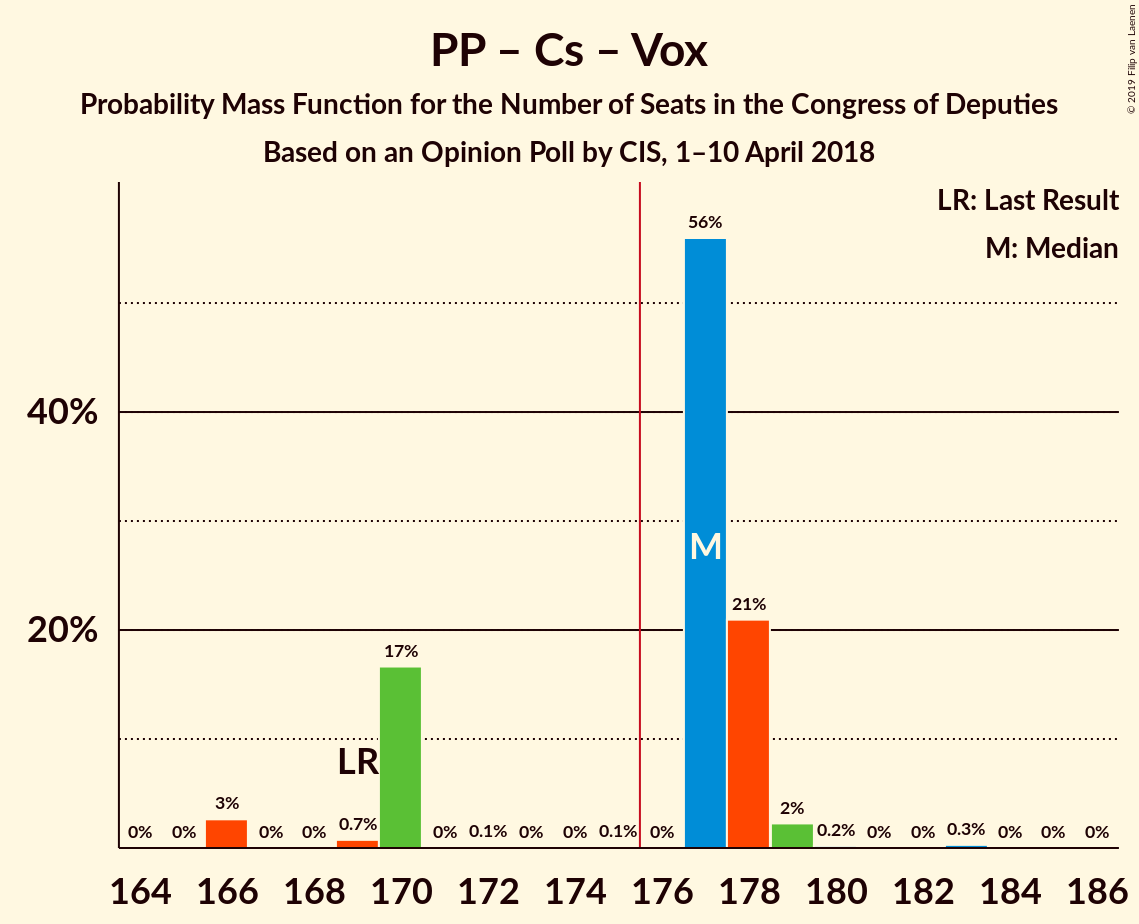 PP – Cs – Vox
Probability Mass Function for the Number of Seats in the Congress of Deputies
Based on an Opinion Poll by CIS, 1–10 April 2018
© 2019 Filip van Laenen
LR: Last Result
M: Median
56%
40%
M
21%
20%
17%
LR
3%
2%
0% 0% 0% 0% 0.7% 0% 0.1% 0% 0% 0.1% 0% 0.2% 0% 0% 0.3% 0% 0% 0%
164 166 168 170 172 174 176 178 180 182 184 186